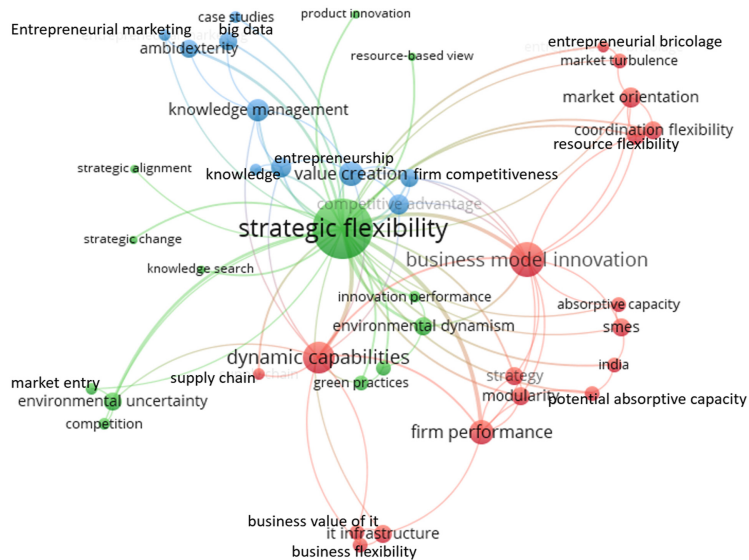 case studies
product innovation
Entrepreneurial marketing
big data
ambidexterity
resource-based view
entrepreneurial bricolage
market turbulence
market orientation
knowledge management
coordination flexibility
resource flexibility
entrepreneurship
strategic alignment
knowledge
value creation
firm competitiveness
competitive advantage
strategic flexibility
strategic change
business model innovation
knowledge search
innovation performance
absorptive capacity
environmental dynamism
smes
dynamic capabilities
india
supply chain
strategy
green practices
market entry
modularity
potential absorptive capacity
environmental uncertainty
competition
firm performance
business value of it
it infrastructure
business flexibility